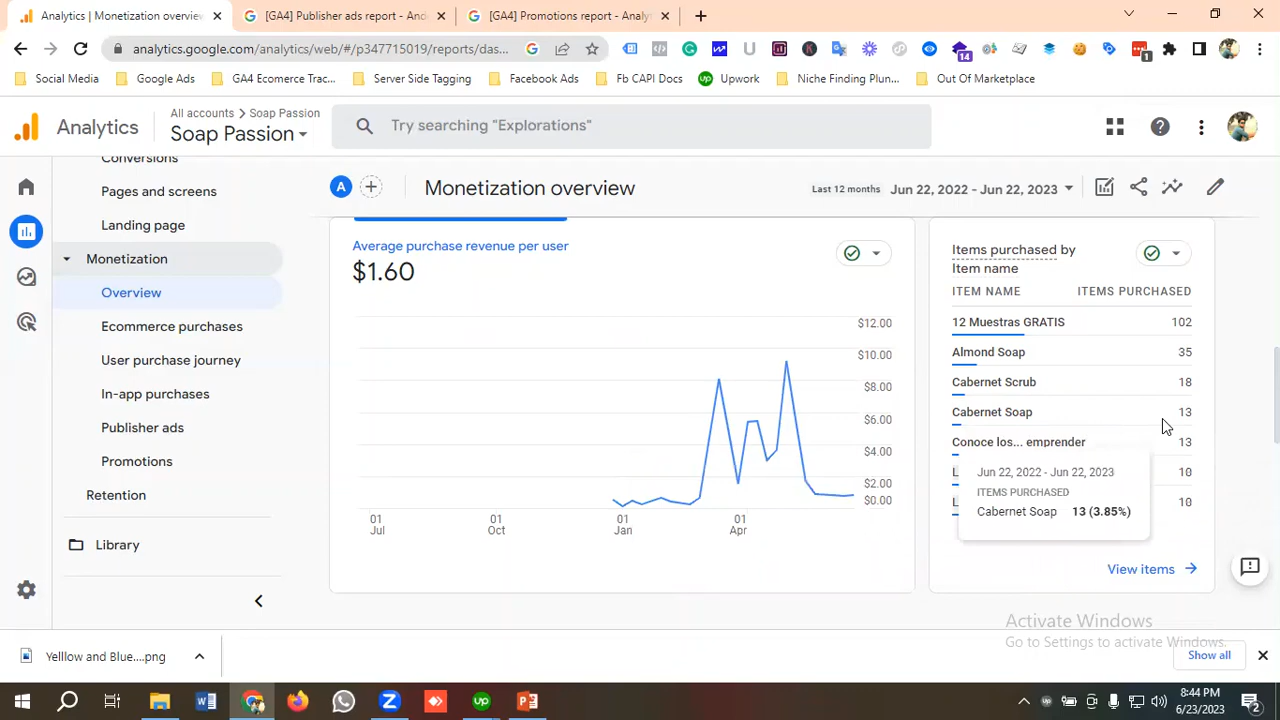 Analytics | Monetization overview
[GA4] Publisher ads report - And
[GA4] Promotions report - Analy
analytics.google.com/analytics/web/#/p347715019/reports/das...
14
1
Social Media
Google Ads
GA4 Ecomerce Trac...
Server Side Tagging
Facebook Ads
Fb CAPI Docs
Upwork
Niche Finding Plun...
Out Of Marketplace
Analytics
All accounts > Soap Passion
Soap Passion
Try searching "Explorations"
Conversions
Pages and screens
Landing page
Monetization
Overview
Ecommerce purchases
User purchase journey
In-app purchases
Publisher ads
Promotions
Retention
Library
A
Monetization overview
Last 12 months Jun 22, 2022 - Jun 22, 2023
Average purchase revenue per user
$1.60
$12.00
$10.00
$8.00
$6.00
$4.00
$2.00
$0.00
01 Jul
01 Oct
01 Jan
01 Apr
Items purchased by
Item name
ITEM NAME ITEMS PURCHASED
12 Muestras GRATIS 102
Almond Soap 35
Cabernet Scrub 18
Cabernet Soap 13
Conoce los... emprender 13
L 10
L 10
Jun 22, 2022 - Jun 22, 2023
ITEMS PURCHASED
Cabernet Soap 13 (3.85%)
View items
Activate Windows
Go to Settings to activate Windows.
Yelllow and Blue....png
Show all
8:44 PM
6/23/2023
2